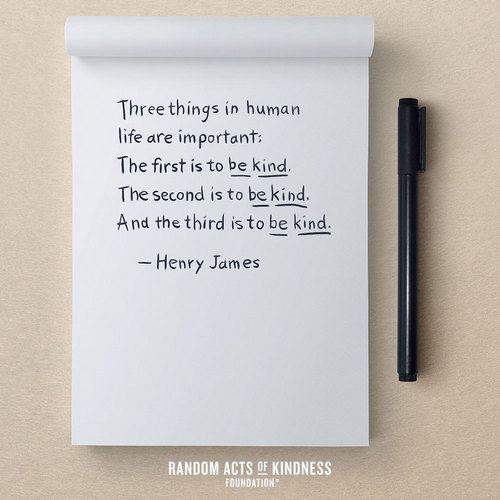 Three things in human
life are important:
The first is to be kind.
The second is to be kind.
And the third is to be kind.
— Henry James
RANDOM ACTS OF KINDNESS
FOUNDATION™